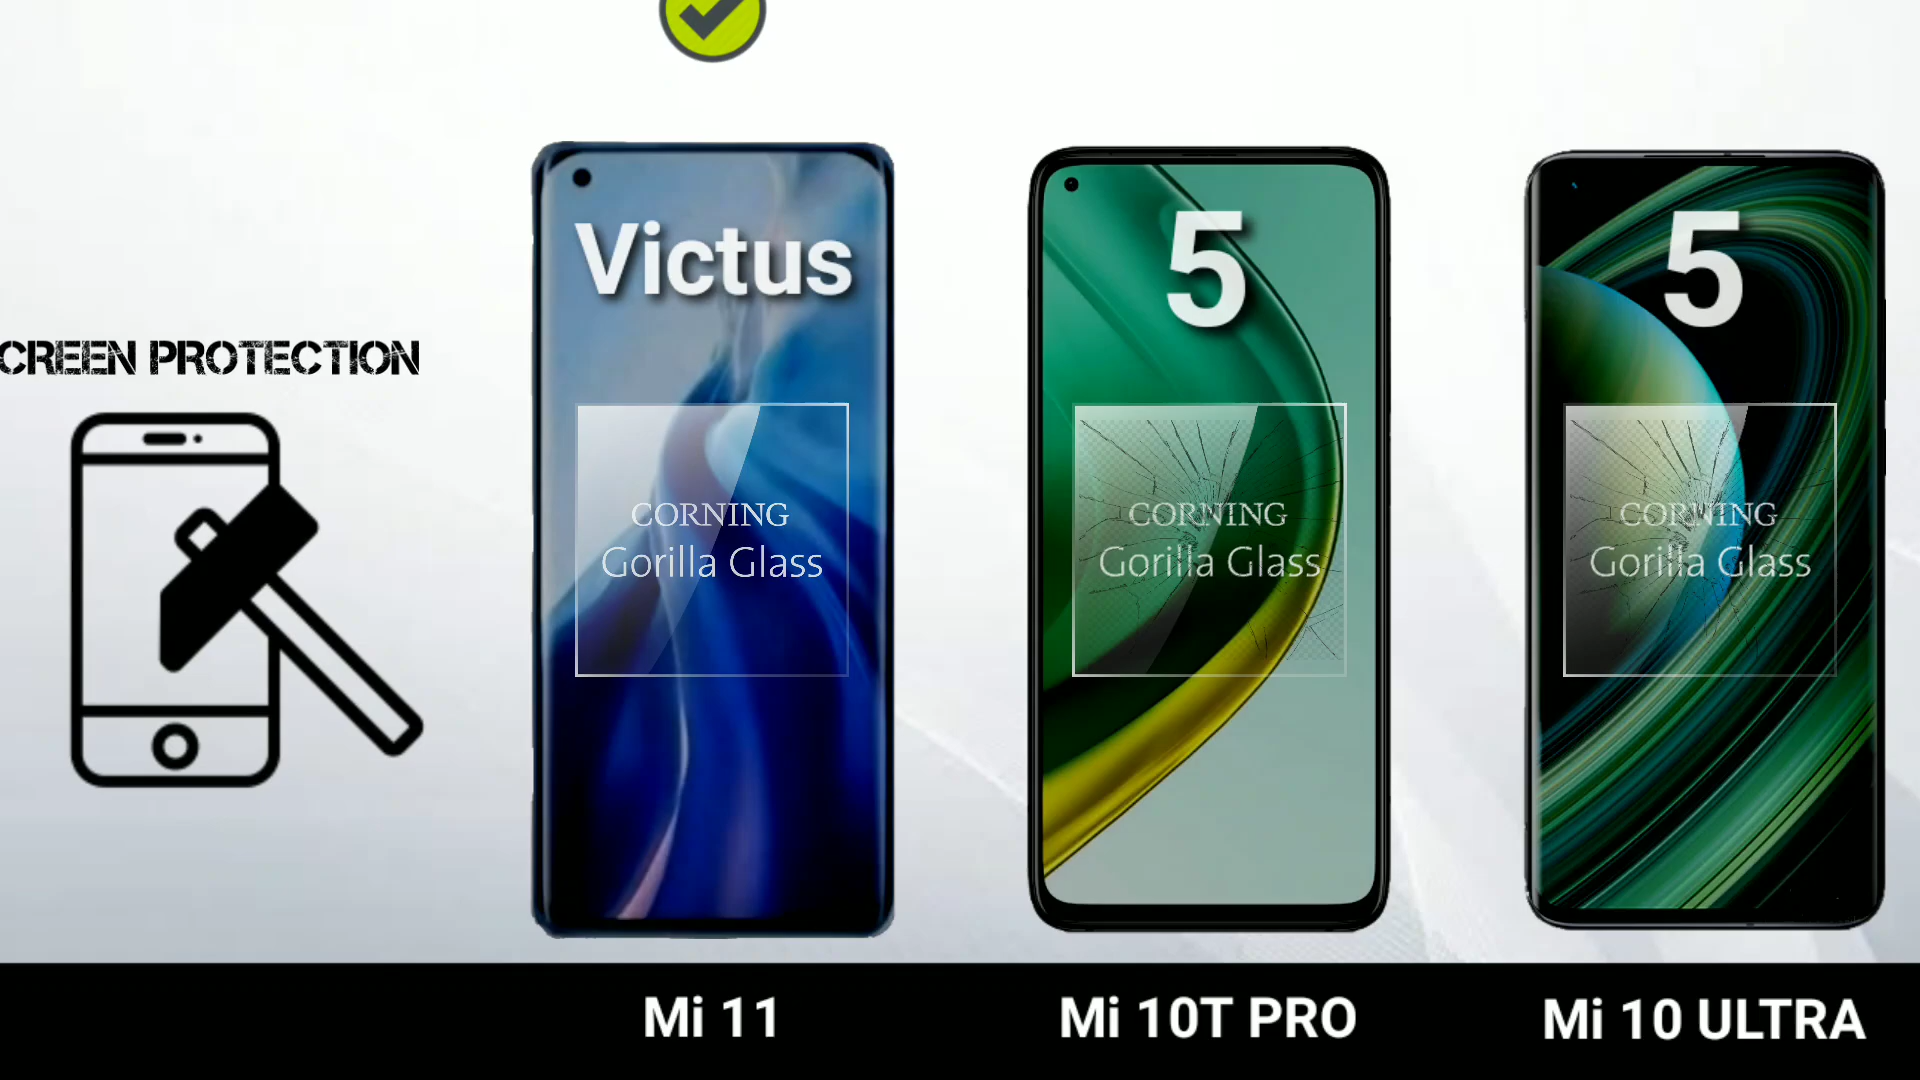 CREEN PROTECTION
Victus
CORNING
Gorilla Glass
5
CORNING
Gorilla Glass
5
CORNING
Gorilla Glass
Mi 11
Mi 10T PRO
Mi 10 ULTRA